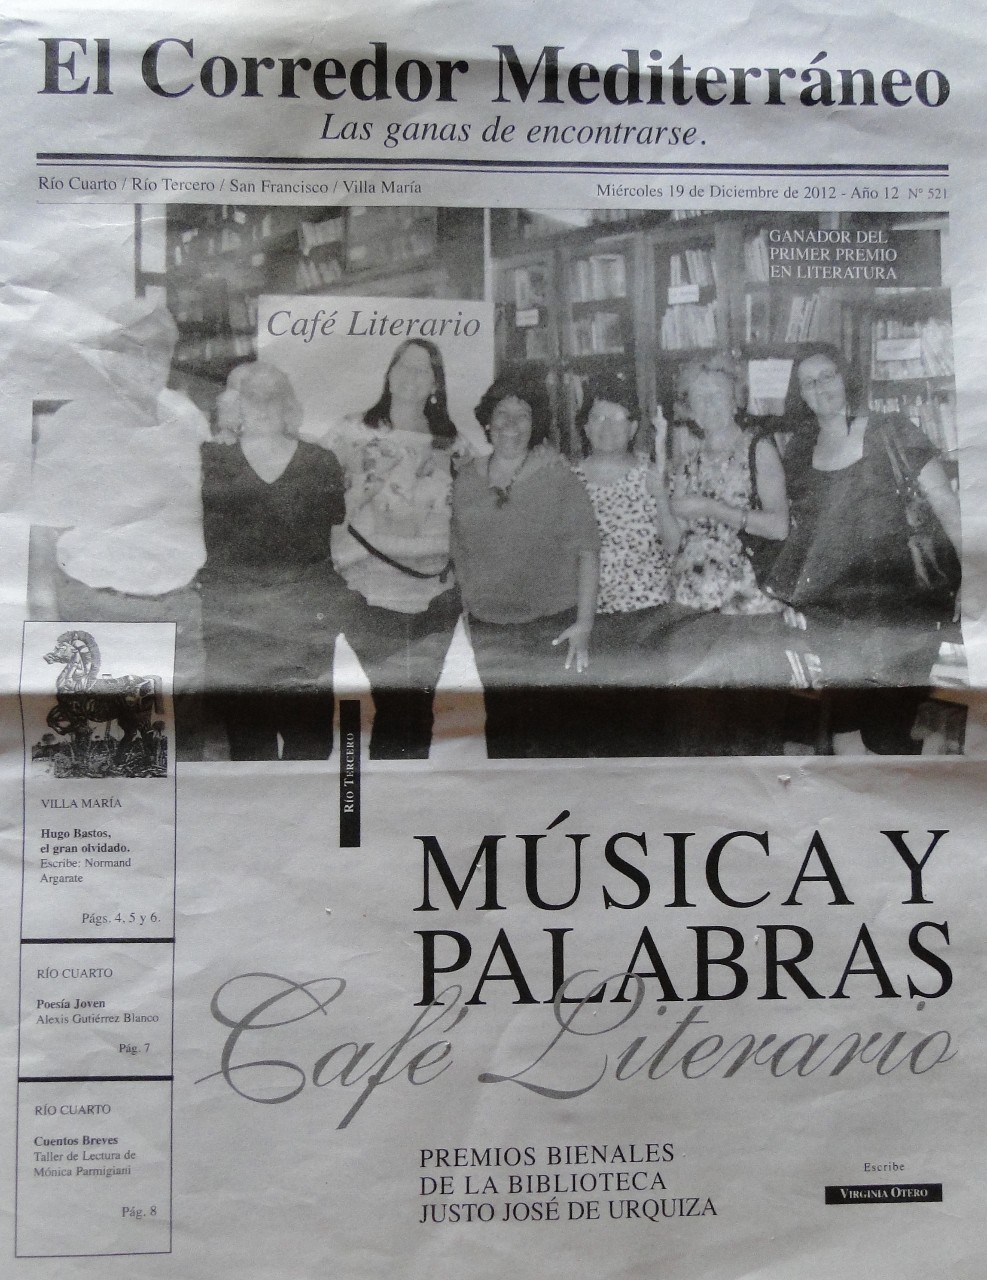 El Corredor Mediterráneo
Las ganas de encontrarse.
Río Cuarto / Río Tercero / San Francisco / Villa María
Miércoles 19 de Diciembre de 2012 - Año 12 Nº 521
GANADOR DEL
PRIMER PREMIO
EN LITERATURA
Café Literario
VILLA MARÍA
Hugo Bastos,
el gran olvidado.
Escribe: Normand
Argarate
Págs. 4, 5 y 6.
RÍO CUARTO
Poesía Joven
Alexis Gutiérrez Blanco
Pág. 7
RÍO CUARTO
Cuentos Breves
Taller de Lectura de
Mónica Parmigiani
Pág. 8
RÍO TERCERO
MÚSICA Y
PALABRAS
Café Literario
PREMIOS BIENALES
DE LA BIBLIOTECA
JUSTO JOSÉ DE URQUIZA
Escribe
VIRGINIA OTERO